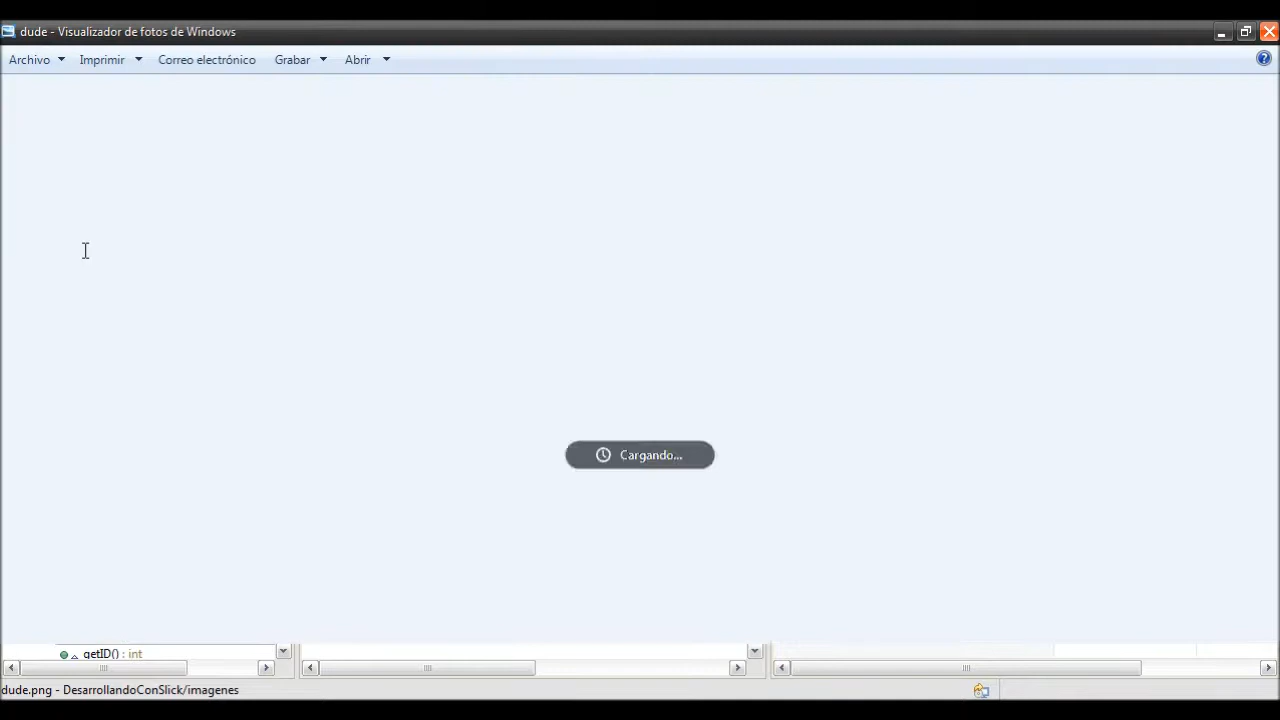 dude - Visualizador de fotos de Windows
Archivo Imprimir Correo electrónico Grabar Abrir
Cargando...
getID() : int
dude.png - DesarrollandoConSlick/imagenes